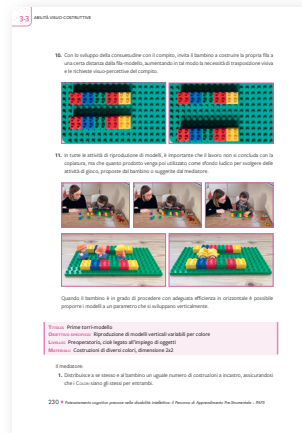 3-3 ABILITÀ VISUO-COSTRUTTIVE
10. Con lo sviluppo della consuetudine con il compito, invita il bambino a costruire la propria fila a
una certa distanza dalla fila-modello, aumentando in tal modo la necessità di trasposizione visiva
e le richieste visuo-percettive del compito.
11. In tutte le attività di riproduzione di modelli, è importante che il lavoro non si concluda con la
copiatura, ma che quanto prodotto venga poi utilizzato come sfondo ludico per svolgere delle
attività di gioco, proposte dal bambino o suggerite dal mediatore.
Quando il bambino è in grado di procedere con adeguata efficienza in orizzontale è possibile
proporre i modelli a un parametro che si sviluppano verticalmente.
Titolo: Prime torri-modello
Obiettivo specifico: Riproduzione di modelli verticali variabili per colore
Livello: Preoperatorio, cioè legato all'impiego di oggetti
Materiali: Costruzioni di diversi colori, dimensione 2x2
Il mediatore:
1. Distribuisce a se stesso e al bambino un uguale numero di costruzioni a incastro, assicurandosi
che i Colori siano gli stessi per entrambi.
230 • Potenziamento cognitivo precoce nella disabilità intellettiva: il Percorso di Apprendimento Pre-Strumentale – PAPS